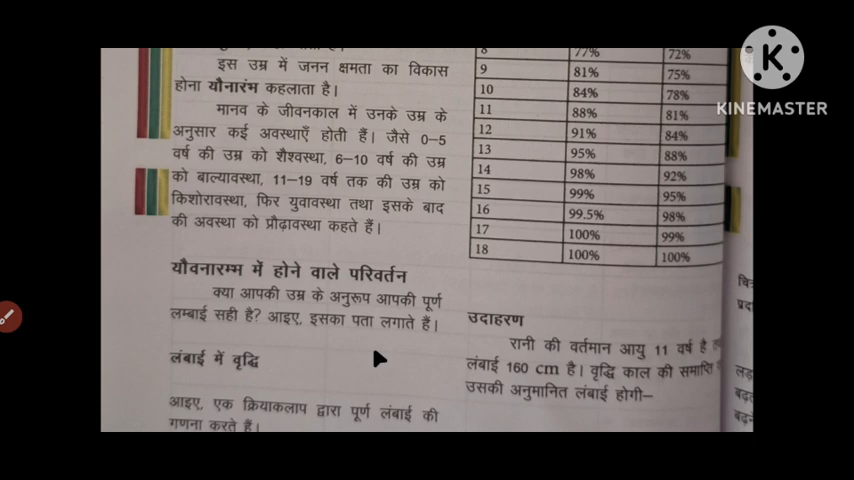 इस उम्र में जनन क्षमता का विकास
होना यौनारंभ कहलाता है।
मानव के जीवनकाल में उनके उम्र के
अनुसार कई अवस्थाएँ होती हैं। जैसे 0–5
वर्ष की उम्र को शैश्वस्था, 6–10 वर्ष की उम्र
को बाल्यावस्था, 11–19 वर्ष तक की उम्र को
किशोरावस्था, फिर युवावस्था तथा इसके बाद
की अवस्था को प्रौढ़ावस्था कहते हैं।
यौवनारम्भ में होने वाले परिवर्तन
क्या आपकी उम्र के अनुरूप आपकी पूर्ण
लम्बाई सही है? आइए, इसका पता लगाते हैं।
लंबाई में वृद्धि
आइए, एक क्रियाकलाप द्वारा पूर्ण लंबाई की
गणना करते हैं।
8 77% 72%
9 81% 75%
10 84% 78%
11 88% 81%
12 91% 84%
13 95% 88%
14 98% 92%
15 99% 95%
16 99.5% 98%
17 100% 99%
18 100% 100%
उदाहरण
रानी की वर्तमान आयु 11 वर्ष है
लंबाई 160 cm है। वृद्धि काल की समाप्ति
उसकी अनुमानित लंबाई होगी–
K
KINEMASTER